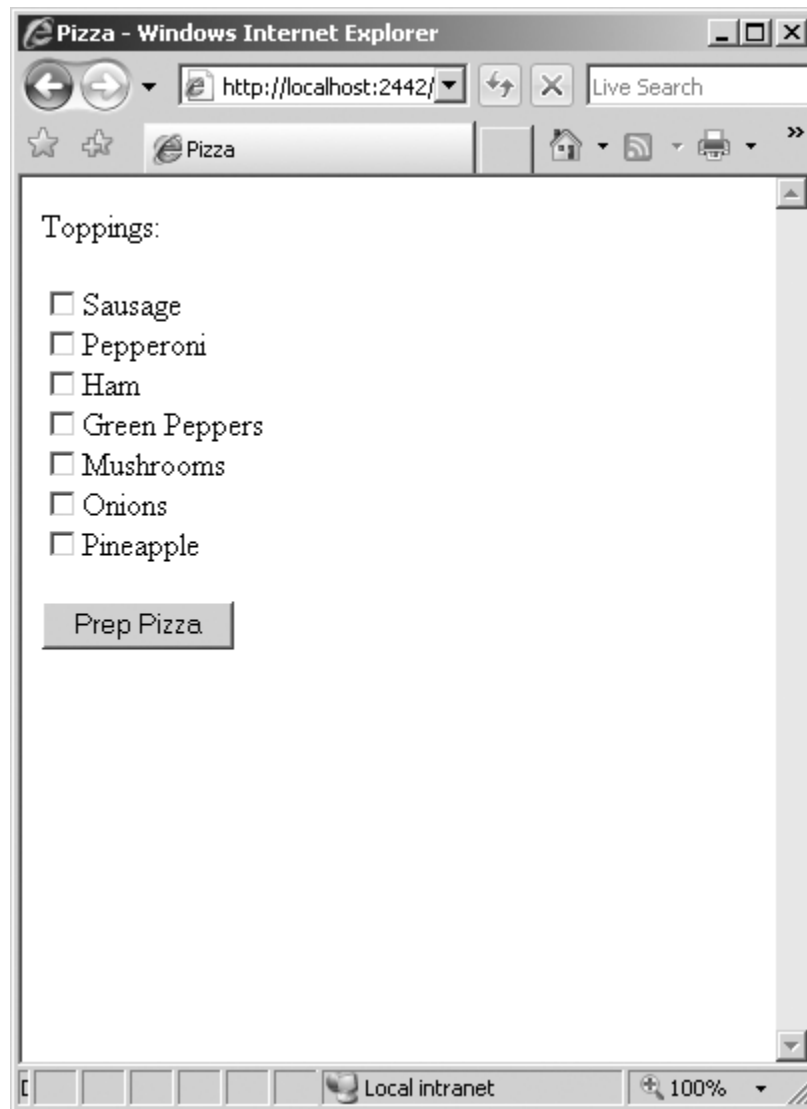 Pizza - Windows Internet Explorer
http://localhost:2442/
Live Search
Pizza
»
Toppings:
Sausage
Pepperoni
Ham
Green Peppers
Mushrooms
Onions
Pineapple
Prep Pizza
Local intranet
100%